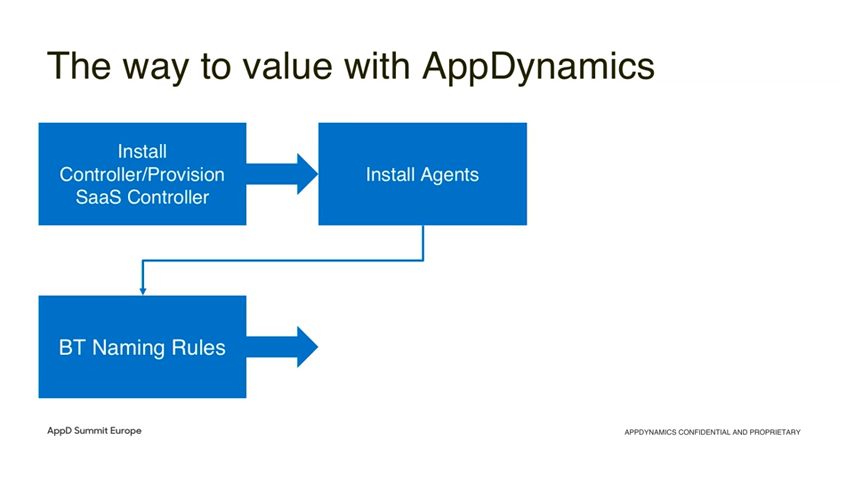 The way to value with AppDynamics
Install
Controller/Provision
SaaS Controller
Install Agents
BT Naming Rules
AppD Summit Europe
APPDYNAMICS CONFIDENTIAL AND PROPRIETARY